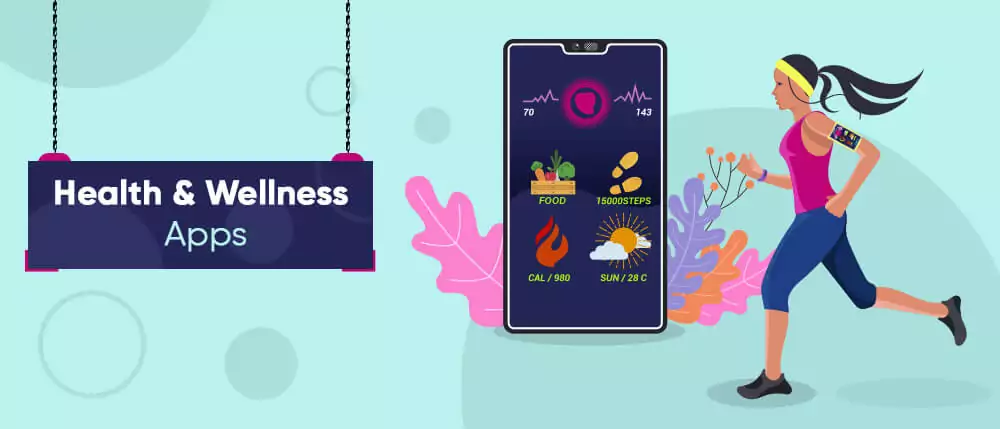 Health & Wellness
Apps
70
143
FOOD
15000STEPS
CAL / 980
SUN / 28 C